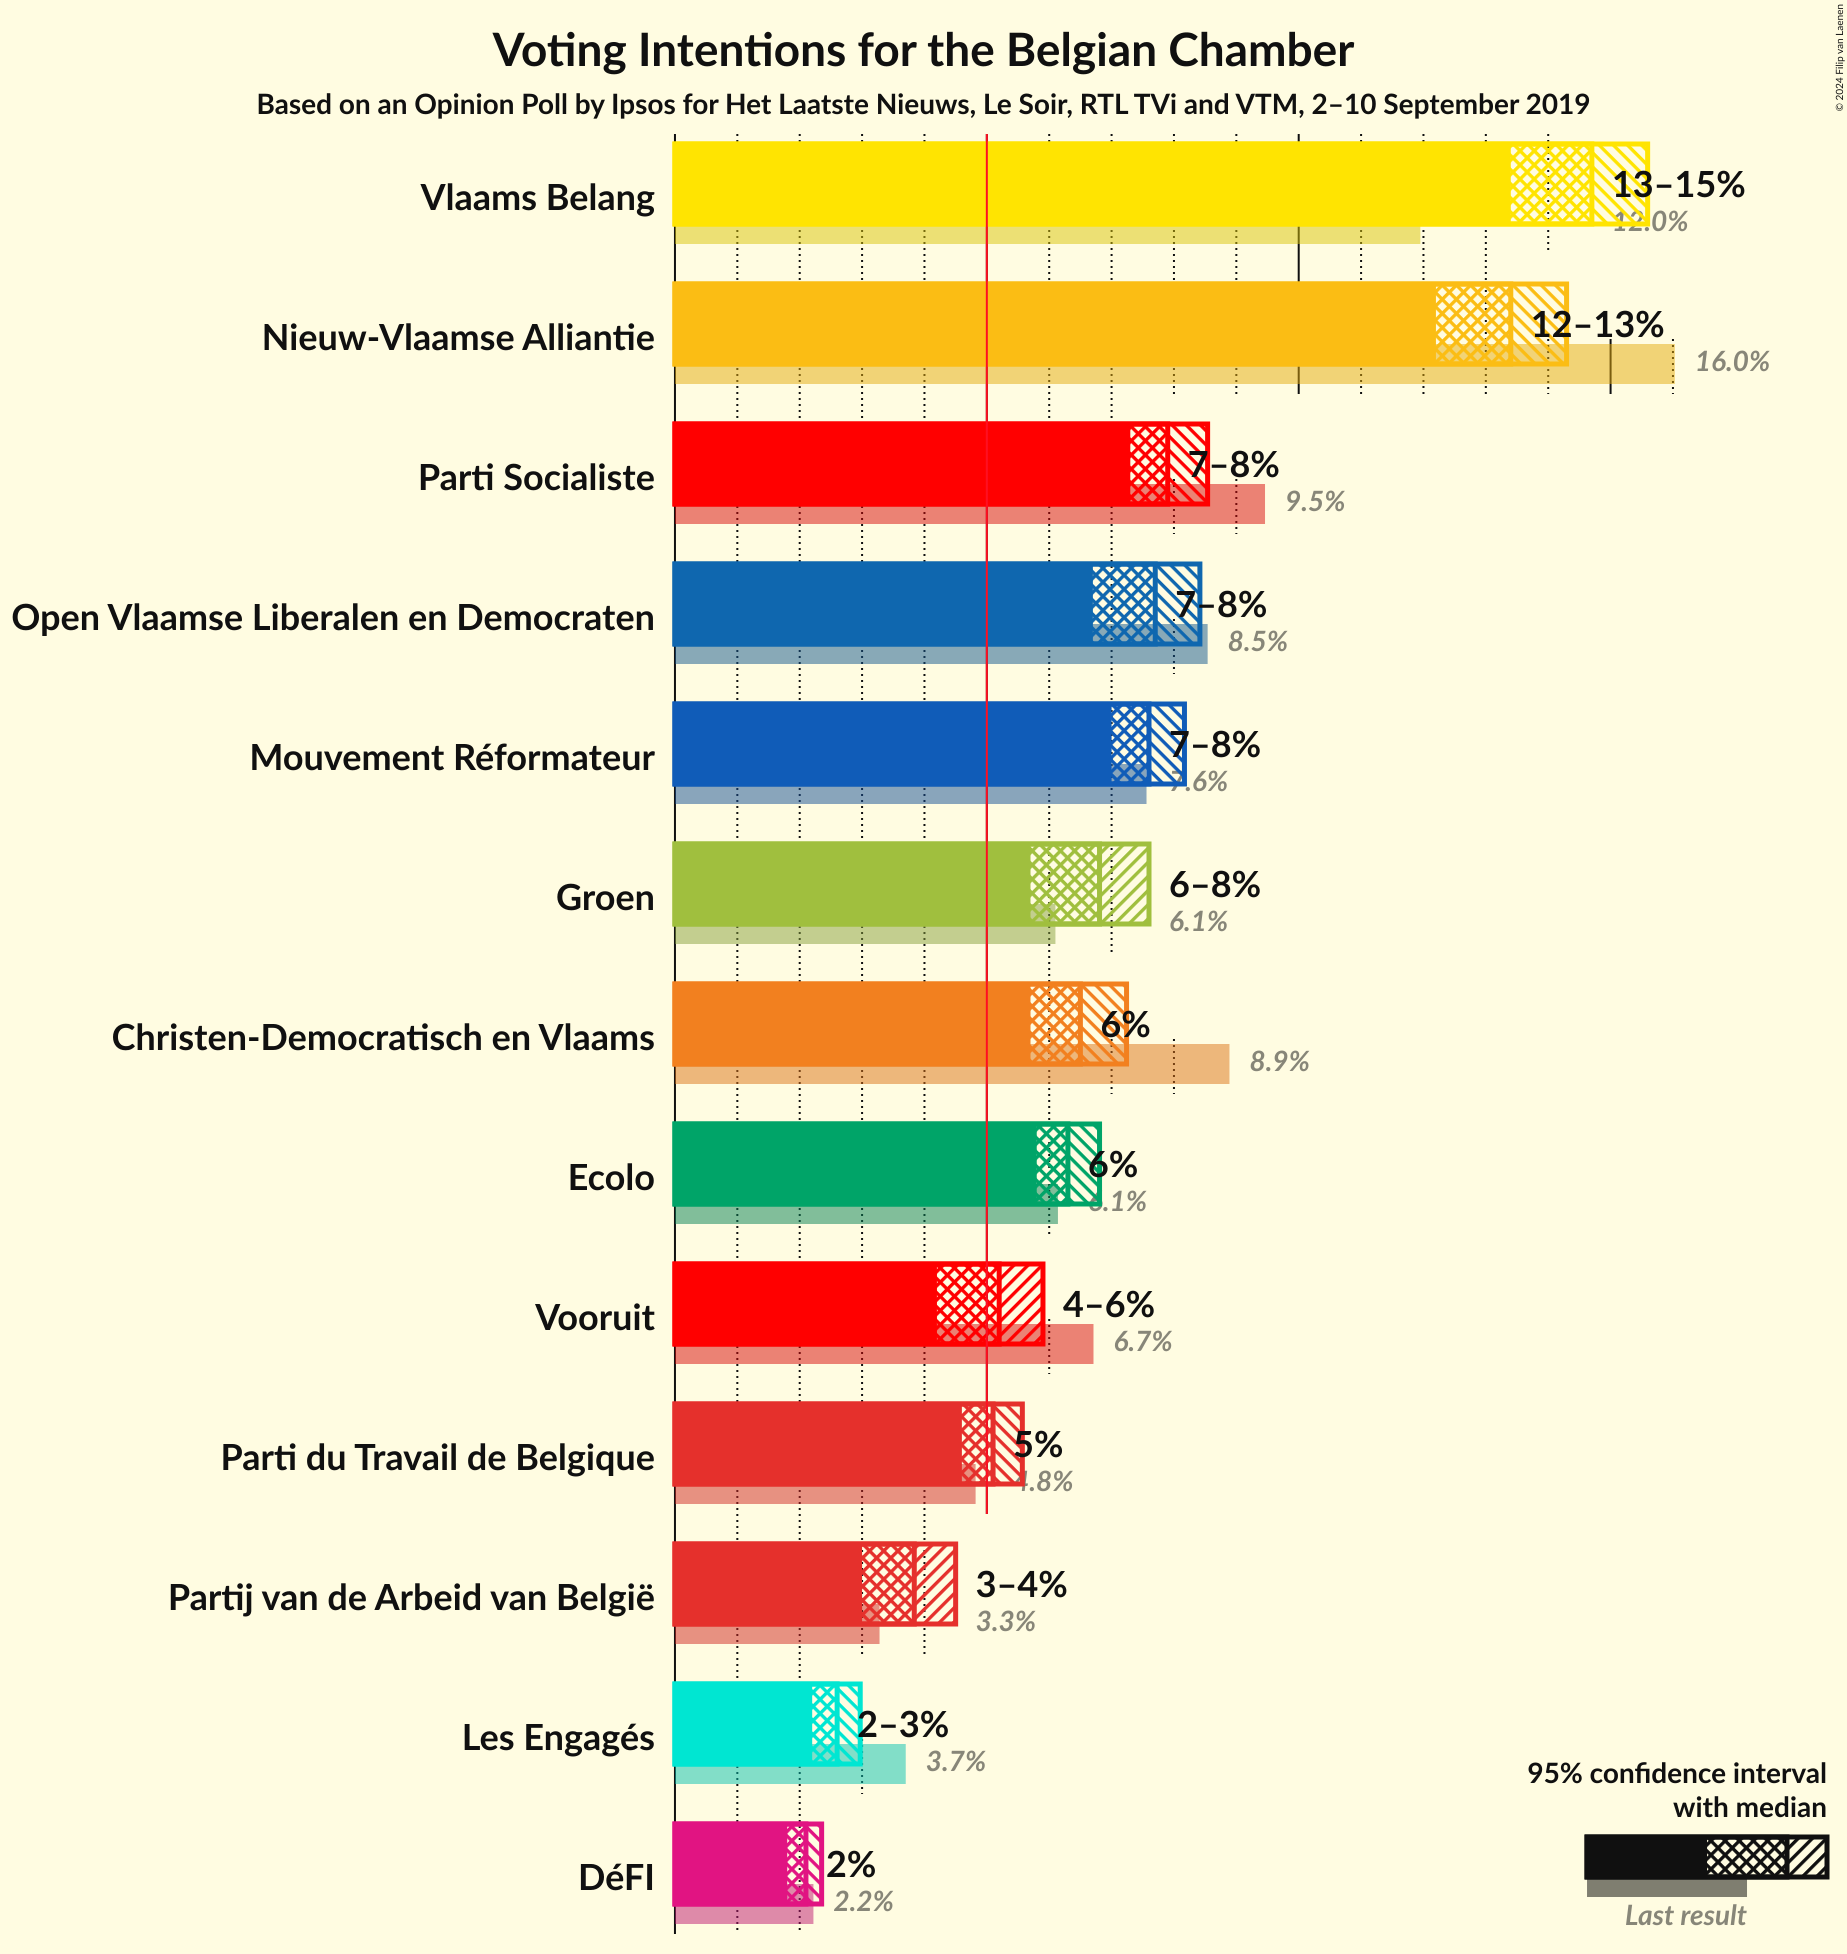 Voting Intentions for the Belgian Chamber
Based on an Opinion Poll by Ipsos for Het Laatste Nieuws, Le Soir, RTL TVi and VTM, 2–10 September 2019
© 2024 Filip van Laenen
Vlaams Belang
13–15%
12.0%
Nieuw-Vlaamse Alliantie
12–13%
16.0%
Parti Socialiste
7–8%
9.5%
Open Vlaamse Liberalen en Democraten
7–8%
8.5%
Mouvement Réformateur
7–8%
7.6%
Groen
6–8%
6.1%
Christen-Democratisch en Vlaams
6%
8.9%
Ecolo
6%
6.1%
Vooruit
4–6%
6.7%
Parti du Travail de Belgique
5%
4.8%
Partij van de Arbeid van België
3–4%
3.3%
Les Engagés
2–3%
3.7%
DéFI
2%
2.2%
95% confidence interval
with median
Last result